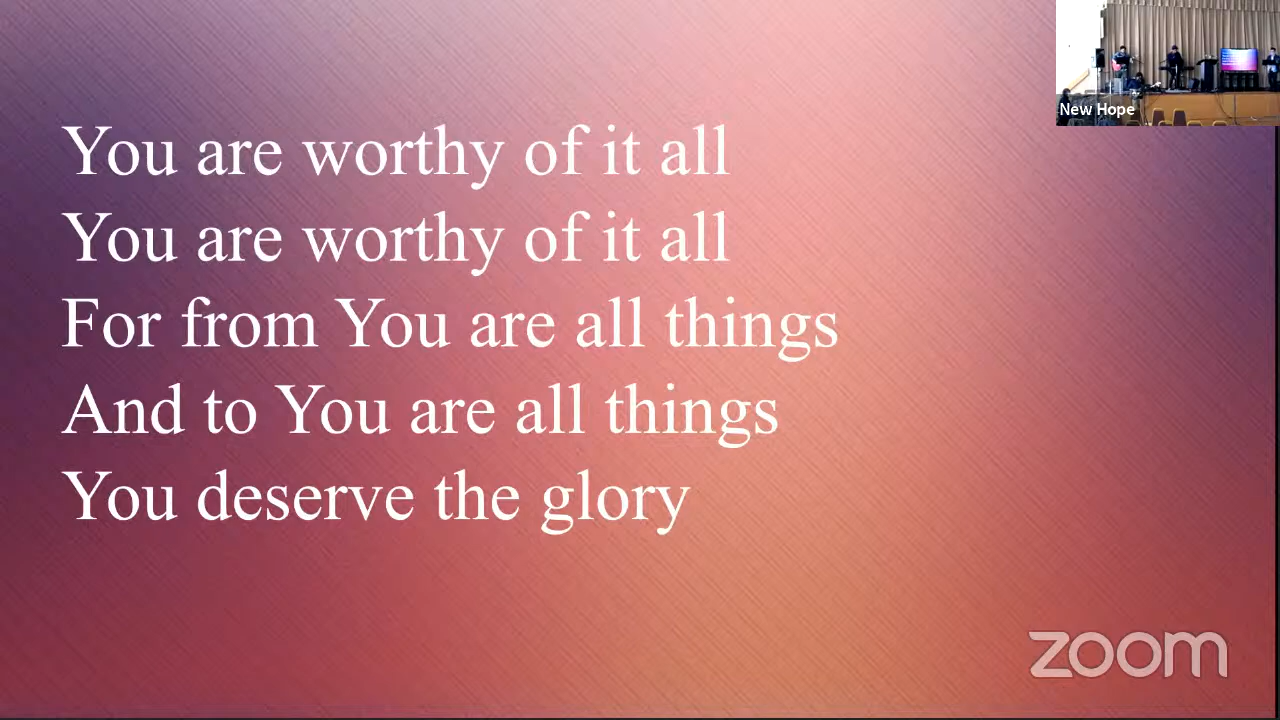 You are worthy of it all
You are worthy of it all
For from You are all things
And to You are all things
You deserve the glory
New Hope
zoom